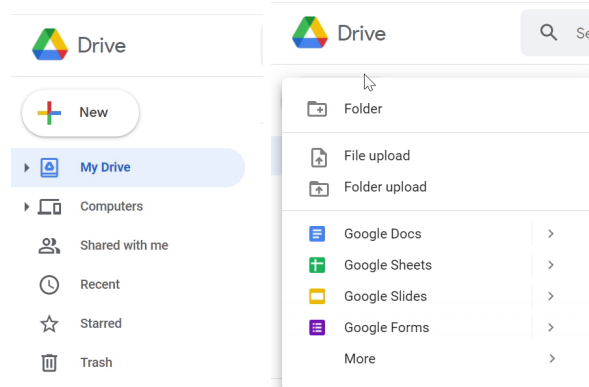 Drive
New
My Drive
Computers
Shared with me
Recent
Starred
Trash
Drive
Se
Folder
File upload
Folder upload
Google Docs
Google Sheets
Google Slides
Google Forms
More